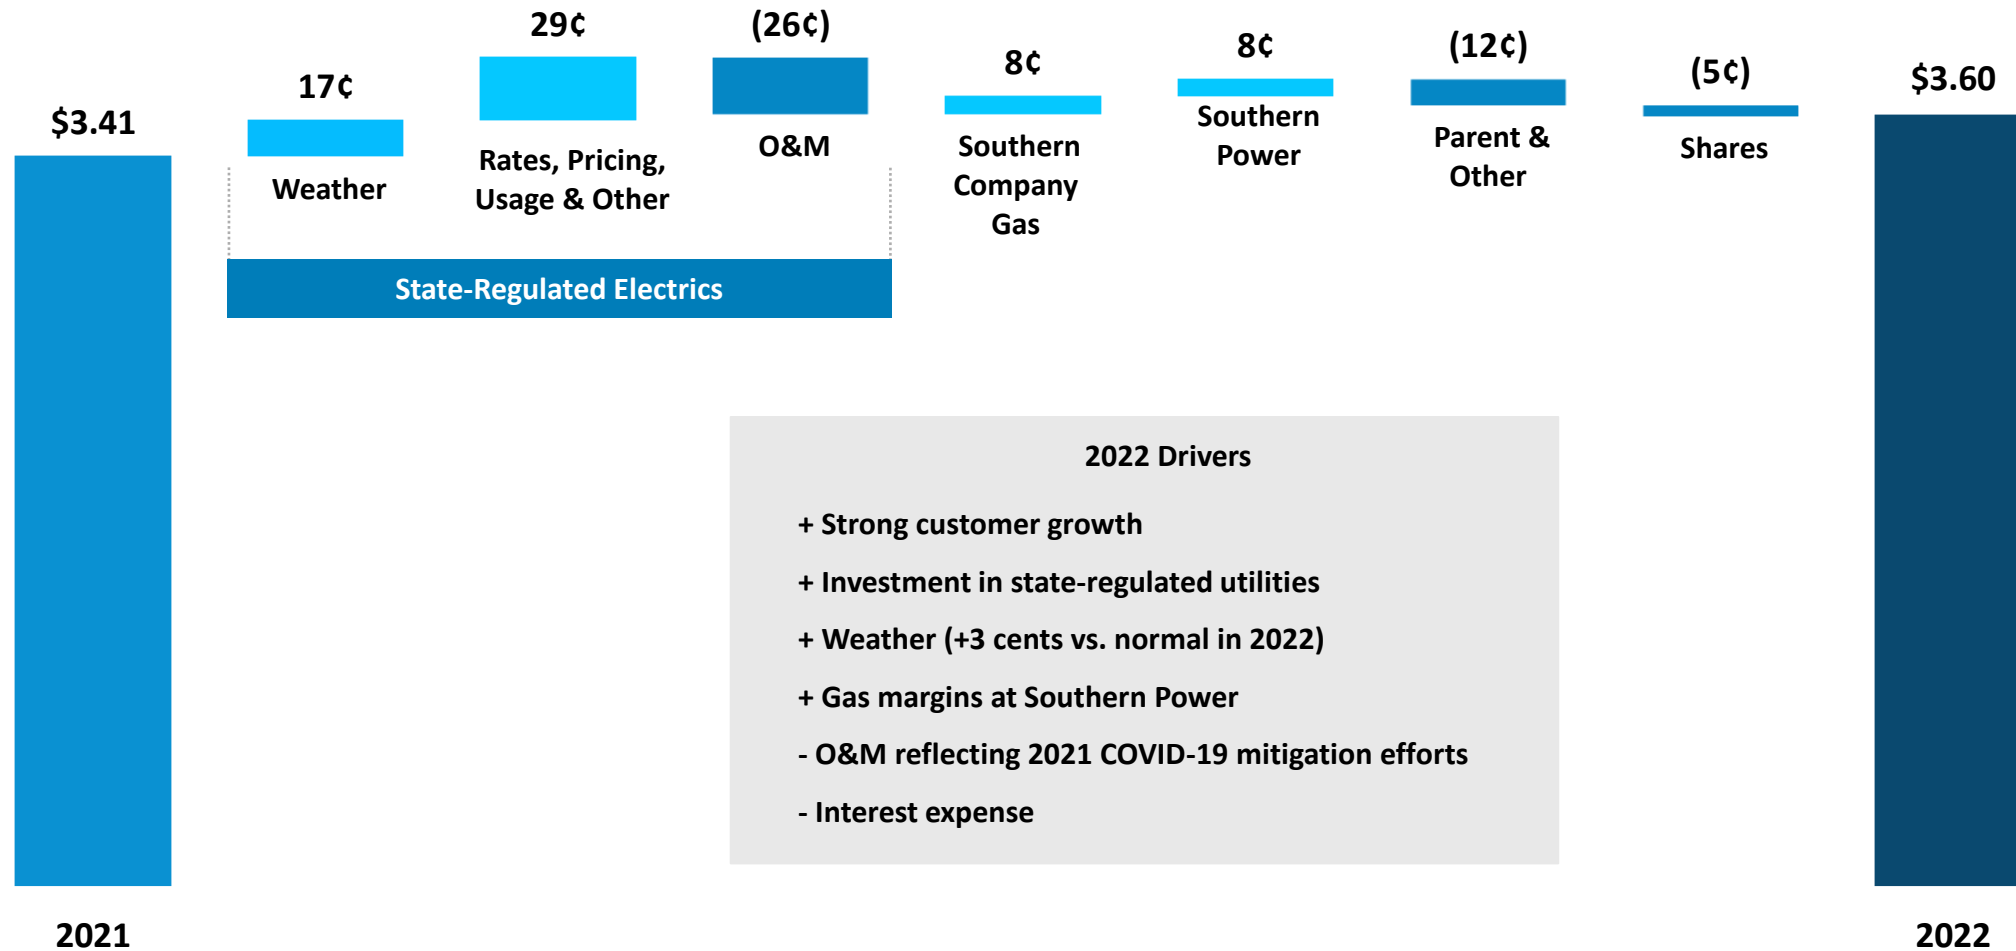 $3.41
17¢
29¢
(26¢)
8¢
8¢
(12¢)
(5¢)
$3.60
Weather
Rates, Pricing,
Usage & Other
O&M
Southern
Company
Gas
Southern
Power
Parent &
Other
Shares
State-Regulated Electrics
2022 Drivers
+ Strong customer growth
+ Investment in state-regulated utilities
+ Weather (+3 cents vs. normal in 2022)
+ Gas margins at Southern Power
- O&M reflecting 2021 COVID-19 mitigation efforts
- Interest expense
2021
2022